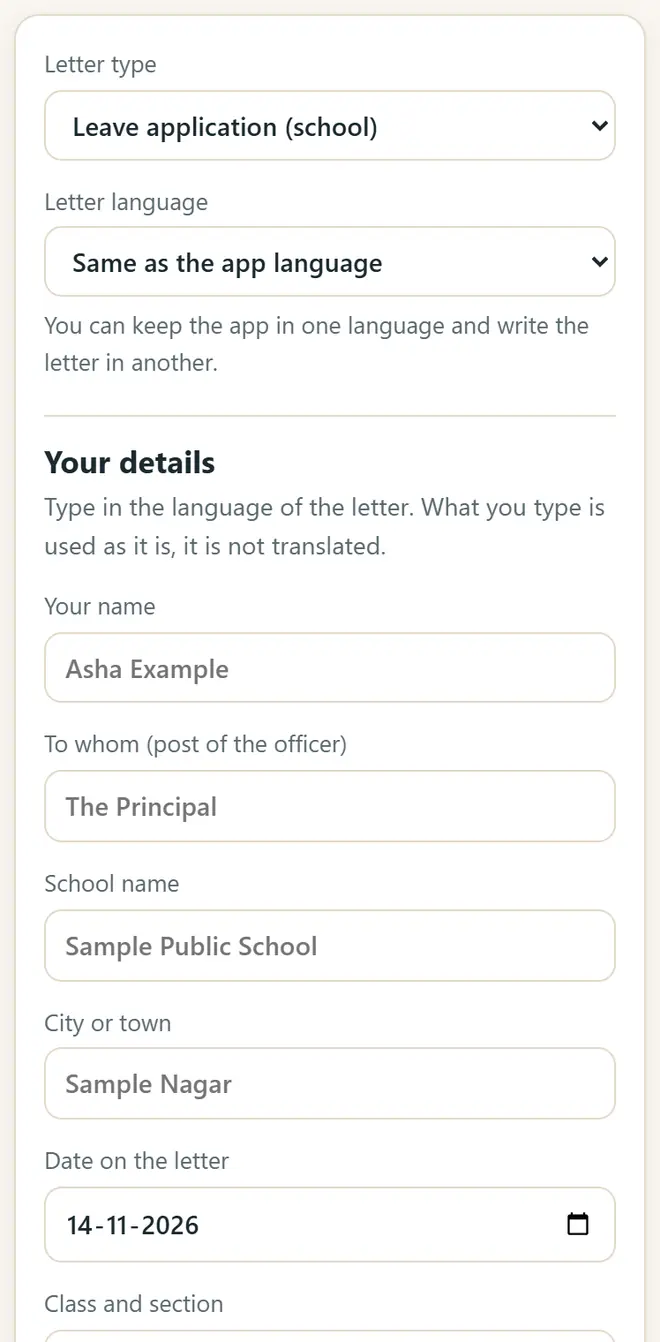 Letter type
Leave application (school)
Letter language
Same as the app language
You can keep the app in one language and write the
letter in another.
Your details
Type in the language of the letter. What you type is
used as it is, it is not translated.
Your name
Asha Example
To whom (post of the officer)
The Principal
School name
Sample Public School
City or town
Sample Nagar
Date on the letter
14-11-2026
Class and section